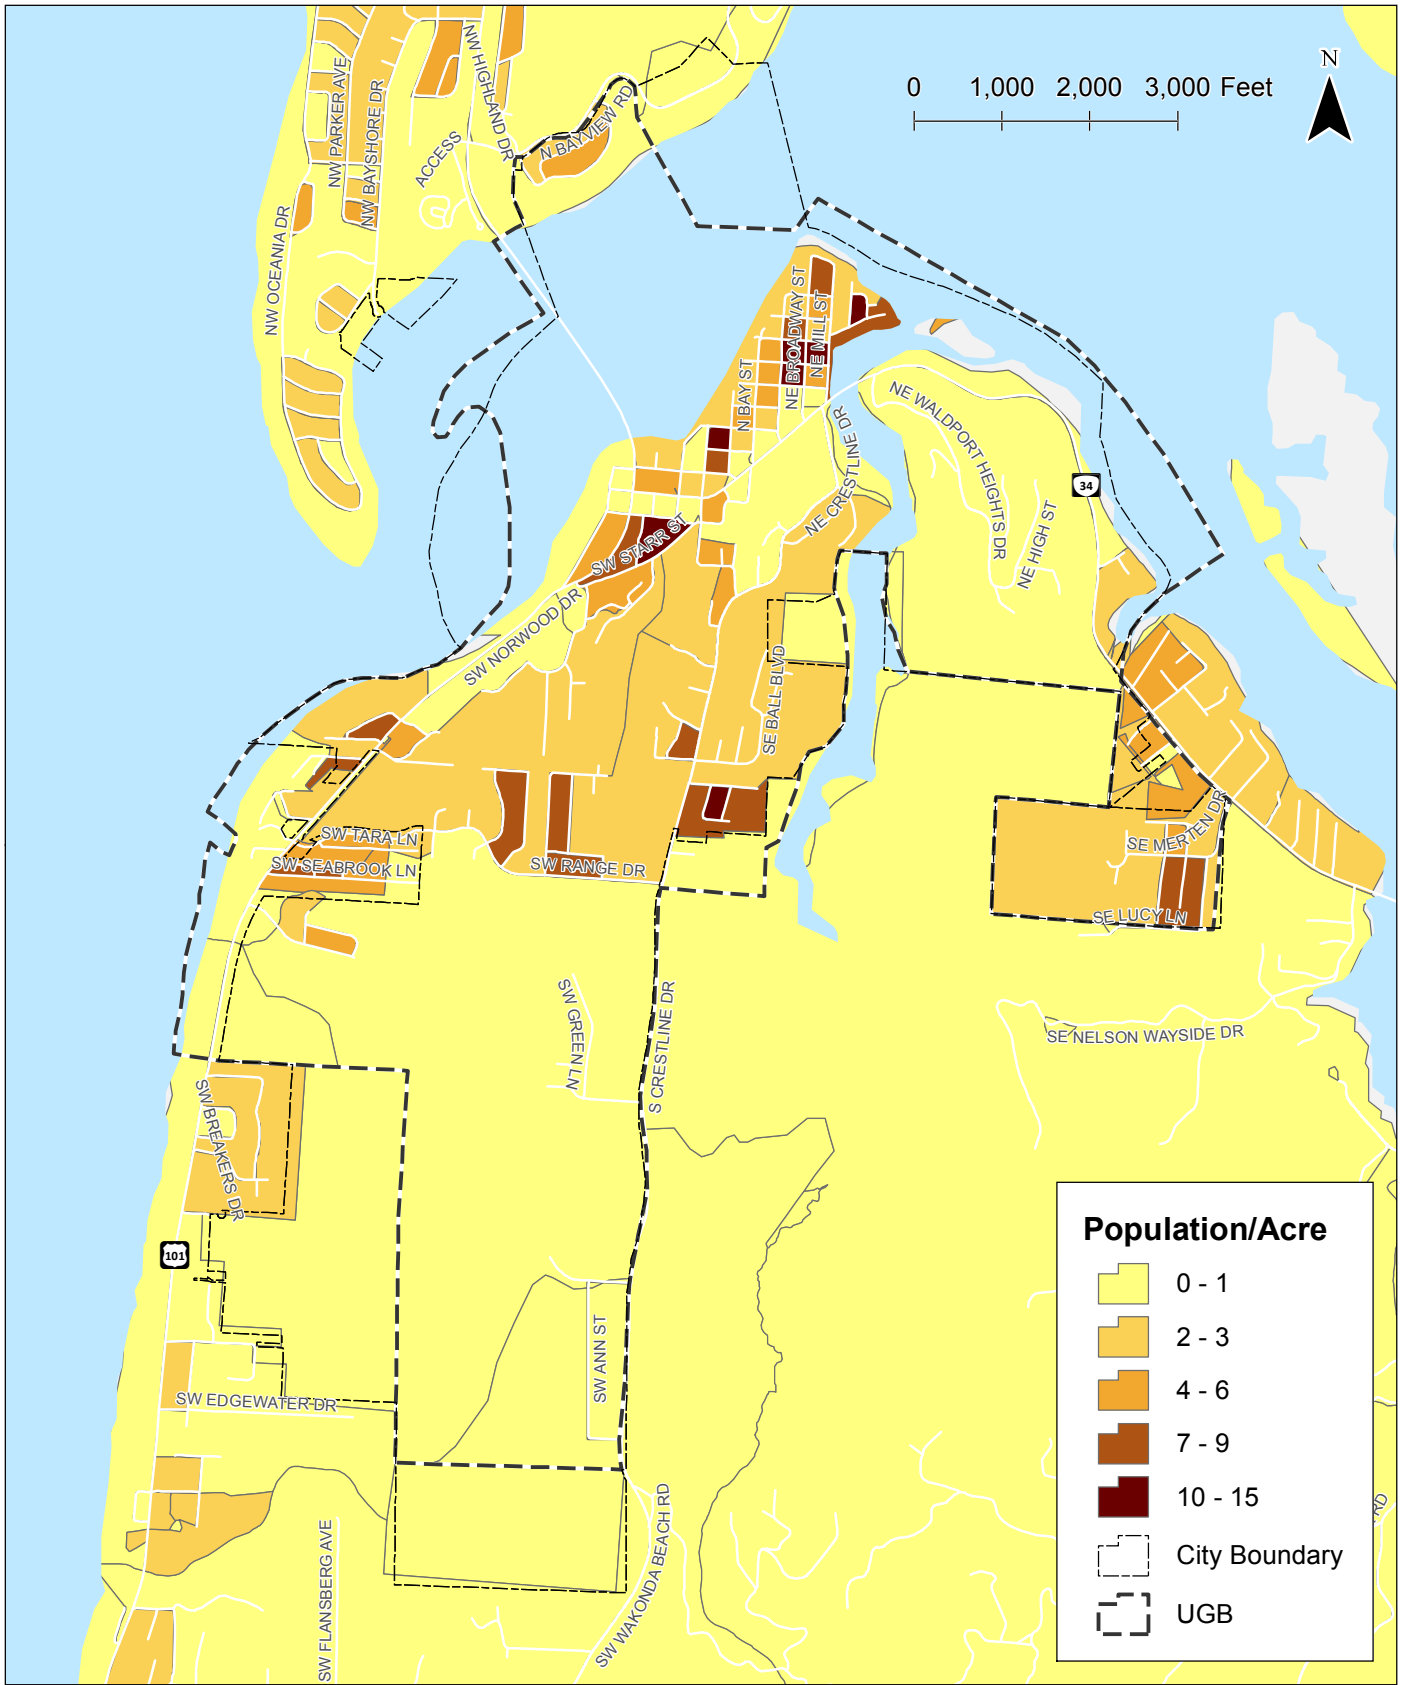 N
0 1,000 2,000 3,000 Feet
NW PARKER AVE
NW BAYSHORE DR
NW HIGHLAND DR
ACCESS
N BAYVIEW RD
NW OCEANIA DR
NE BROADWAY ST
NE MILL ST
N BAY ST
NE WALDPORT HEIGHTS DR
NE CRESTLINE DR
NE HIGH ST
34
SW STARR ST
SW NORWOOD DR
SE BALL BLVD
SW TARA LN
SW SEABROOK LN
SW RANGE DR
SE MERTEN DR
SE LUCY LN
SW GREEN LN
S CRESTLINE DR
SE NELSON WAYSIDE DR
SW BREAKERS DR
101
SW ANN ST
SW EDGEWATER DR
SW FLANSBERG AVE
SW WAKONDA BEACH RD
RD
Population/Acre
0 - 1
2 - 3
4 - 6
7 - 9
10 - 15
City Boundary
UGB